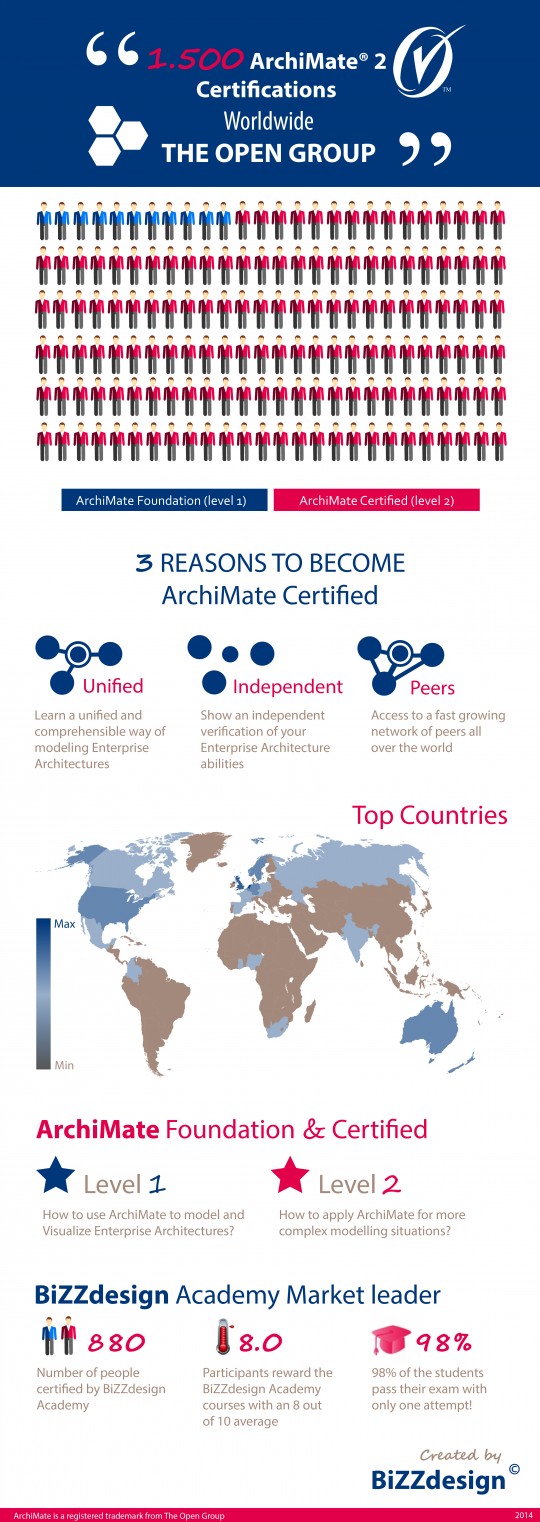 “ 1.500 ArchiMate® 2
Certifications
Worldwide
THE OPEN GROUP ”
TM
ArchiMate Foundation (level 1)
ArchiMate Certified (level 2)
3 REASONS TO BECOME
ArchiMate Certified
Unified
Learn a unified and
comprehensible way of
modeling Enterprise
Architectures
Independent
Show an independent
verification of your
Enterprise Architecture
abilities
Peers
Access to a fast growing
network of peers all
over the world
Top Countries
Max
Min
ArchiMate Foundation & Certified
Level 1
How to use ArchiMate to model and
Visualize Enterprise Architectures?
Level 2
How to apply ArchiMate for more
complex modelling situations?
BiZZdesign Academy Market leader
880
Number of people
certified by BiZZdesign
Academy
8.0
Participants reward the
BiZZdesign Academy
courses with an 8 out
of 10 average
98%
98% of the students
pass their exam with
only one attempt!
Created by
BiZZdesign©
ArchiMate is a registered trademark from The Open Group
2014